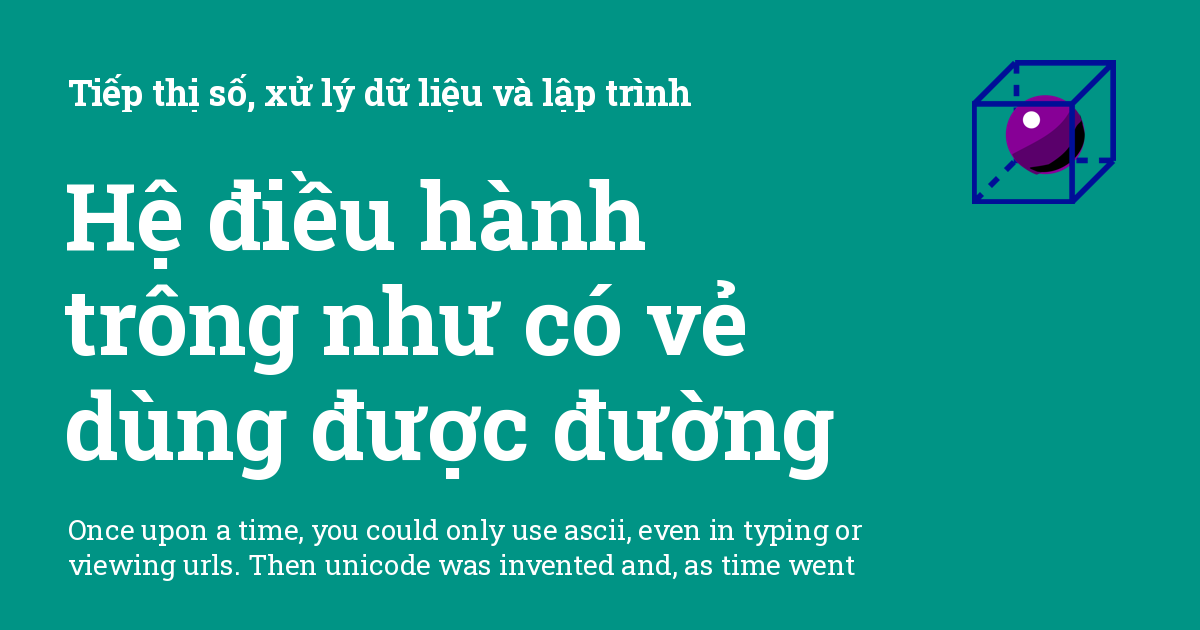 Tiếp thị số, xử lý dữ liệu và lập trình
Hệ điều hành
trông như có vẻ
dùng được đường
Once upon a time, you could only use ascii, even in typing or
viewing urls. Then unicode was invented and, as time went